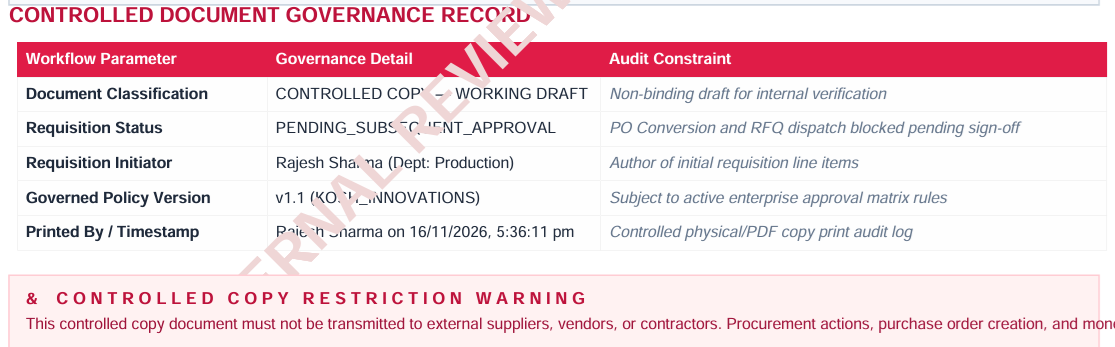 CONTROLLED DOCUMENT GOVERNANCE RECORD
Workflow Parameter Governance Detail Audit Constraint
Document Classification CONTROLLED COPY – WORKING DRAFT Non-binding draft for internal verification
Requisition Status PENDING_SUBSEQUENT_APPROVAL PO Conversion and RFQ dispatch blocked pending sign-off
Requisition Initiator Rajesh Sharma (Dept: Production) Author of initial requisition line items
Governed Policy Version v1.1 (KOSH_INNOVATIONS) Subject to active enterprise approval matrix rules
Printed By / Timestamp Rajesh Sharma on 16/11/2026, 5:36:11 pm Controlled physical/PDF copy print audit log
ERNAL REVIEW
& CONTROLLED COPY RESTRICTION WARNING
This controlled copy document must not be transmitted to external suppliers, vendors, or contractors. Procurement actions, purchase order creation, and